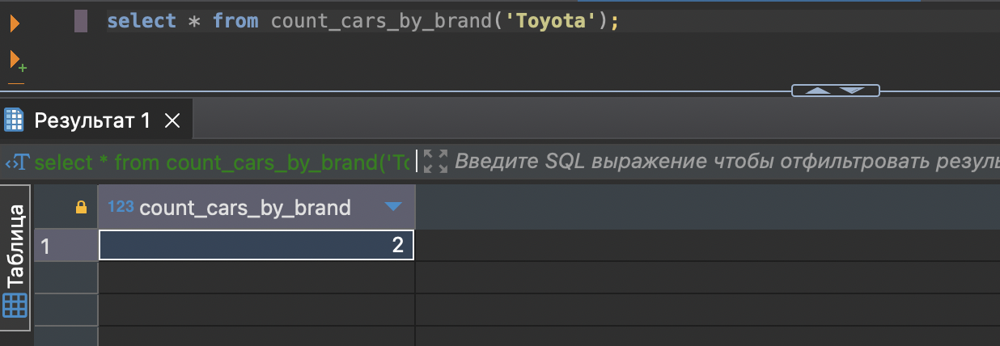 select * from count_cars_by_brand('Toyota');
Результат 1
select * from count_cars_by_brand('To
Введите SQL выражение чтобы отфильтровать резуль
Таблица
123 count_cars_by_brand
1 2